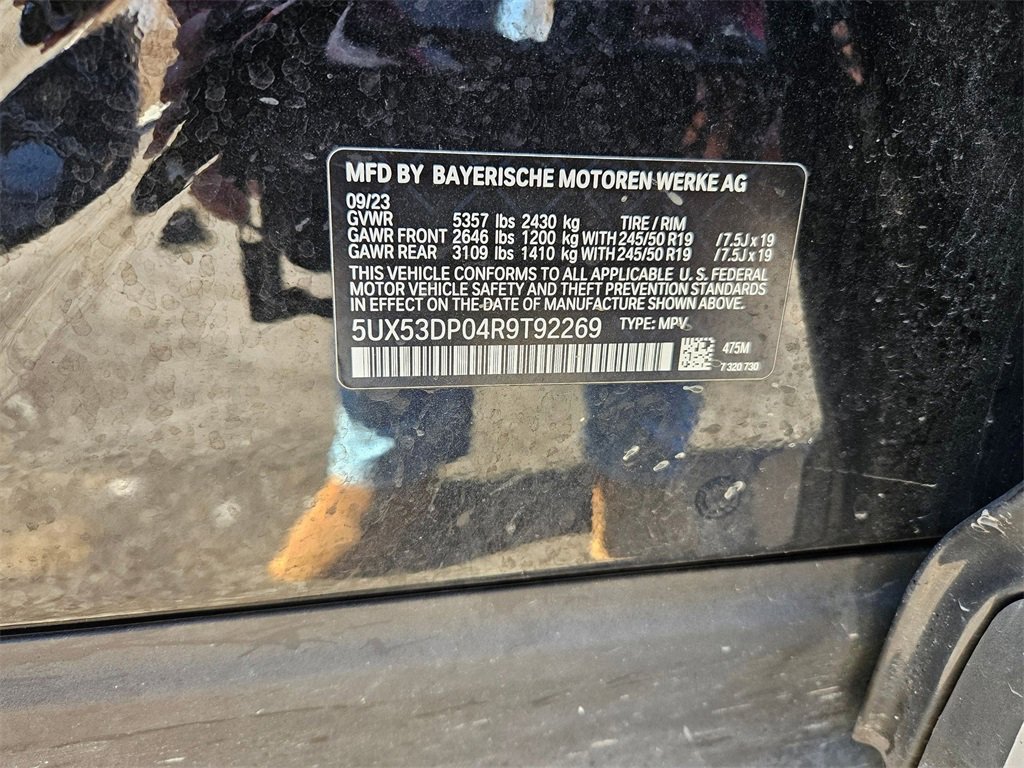 MFD BY BAYERISCHE MOTOREN WERKE AG
09/23
GVWR 5357 lbs 2430 kg TIRE / RIM
GAWR FRONT 2646 lbs 1200 kg WITH 245/50 R19 /7.5J x 19
GAWR REAR 3109 lbs 1410 kg WITH 245/50 R19 /7.5J x 19
THIS VEHICLE CONFORMS TO ALL APPLICABLE U. S. FEDERAL
MOTOR VEHICLE SAFETY AND THEFT PREVENTION STANDARDS
IN EFFECT ON THE DATE OF MANUFACTURE SHOWN ABOVE.
5UX53DP04R9T92269 TYPE: MPV
475M
7 320 730